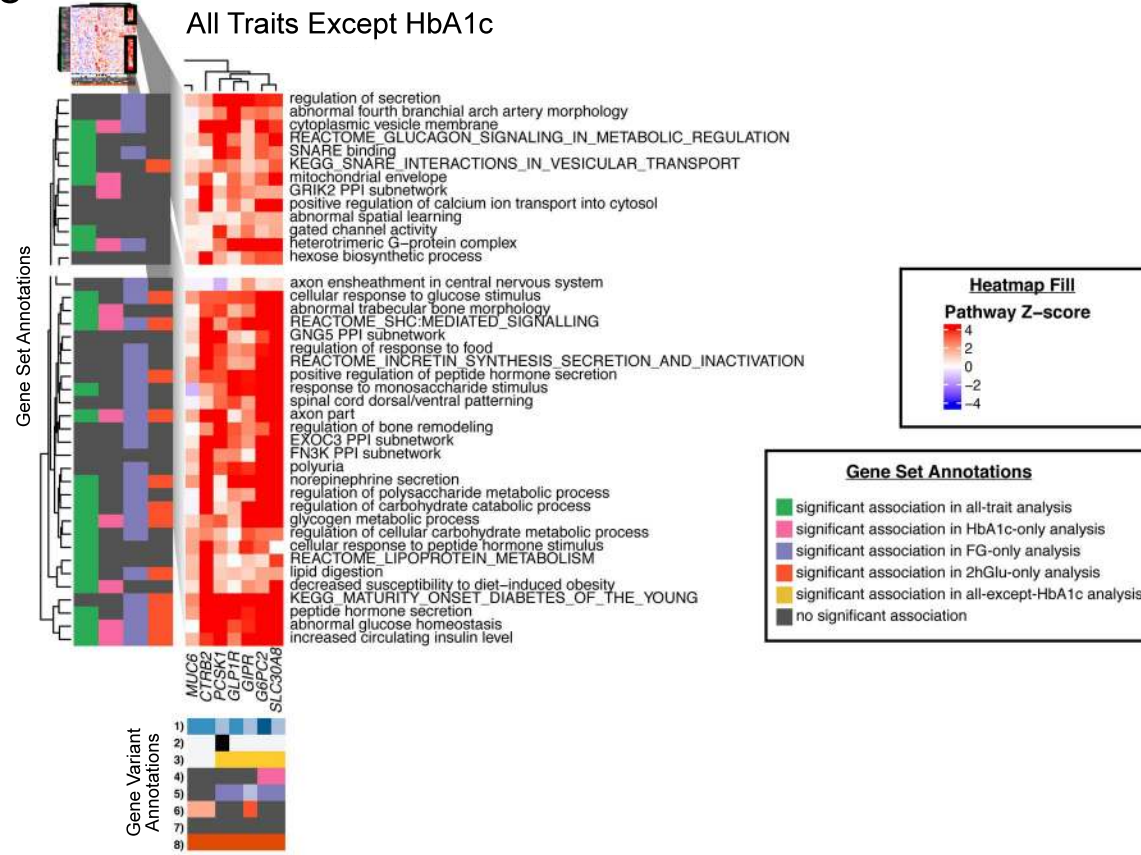 All Traits Except HbA1c
regulation of secretion
abnormal fourth branchial arch artery morphology
cytoplasmic vesicle membrane
REACTOME_GLUCAGON_SIGNALING_IN_METABOLIC_REGULATION
SNARE binding
KEGG_SNARE_INTERACTIONS_IN_VESICULAR_TRANSPORT
mitochondrial envelope
GRIK2 PPI subnetwork
positive regulation of calcium ion transport into cytosol
abnormal spatial learning
gated channel activity
heterotrimeric G−protein complex
hexose biosynthetic process
axon ensheathment in central nervous system
cellular response to glucose stimulus
abnormal trabecular bone morphology
REACTOME_SHC:MEDIATED_SIGNALLING
GNG5 PPI subnetwork
regulation of response to food
REACTOME_INCRETIN_SYNTHESIS_SECRETION_AND_INACTIVATION
positive regulation of peptide hormone secretion
response to monosaccharide stimulus
spinal cord dorsal/ventral patterning
axon part
regulation of bone remodeling
EXOC3 PPI subnetwork
FN3K PPI subnetwork
polyuria
norepinephrine secretion
regulation of polysaccharide metabolic process
regulation of carbohydrate catabolic process
glycogen metabolic process
regulation of cellular carbohydrate metabolic process
cellular response to peptide hormone stimulus
REACTOME_LIPOPROTEIN_METABOLISM
lipid digestion
decreased susceptibility to diet−induced obesity
KEGG_MATURITY_ONSET_DIABETES_OF_THE_YOUNG
peptide hormone secretion
abnormal glucose homeostasis
increased circulating insulin level
Gene Set Annotations
MUC6
CTRB2
PCSK1
GLP1R
GIPR
G6PC2
SLC30A8
Gene Variant
Annotations
1)
2)
3)
4)
5)
6)
7)
8)
Heatmap Fill
Pathway Z−score
4
2
0
−2
−4
Gene Set Annotations
significant association in all-trait analysis
significant association in HbA1c-only analysis
significant association in FG-only analysis
significant association in 2hGlu-only analysis
significant association in all-except-HbA1c analysis
no significant association